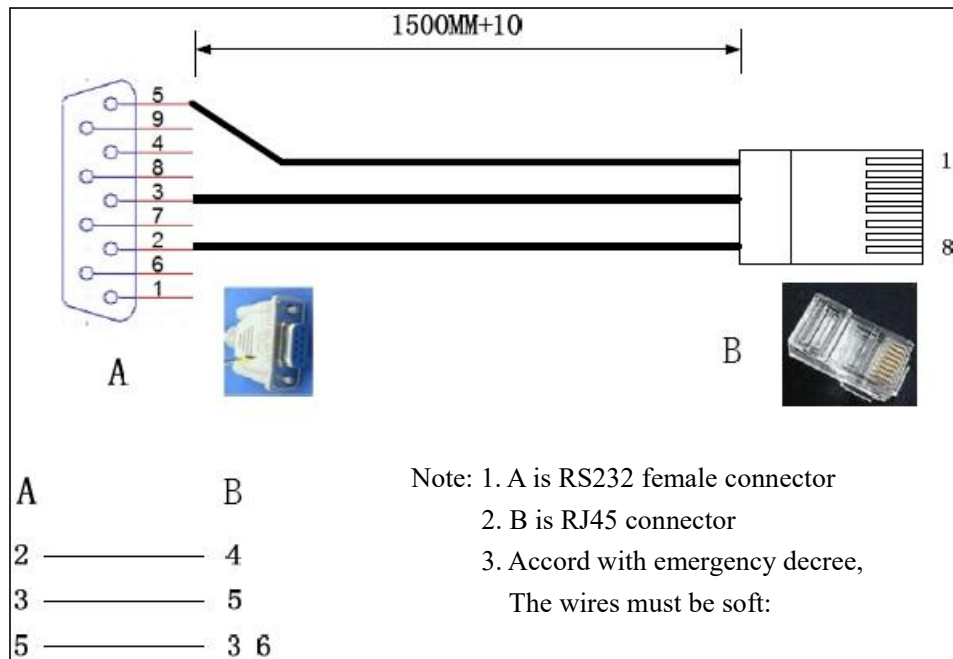 1500MM+10
5
9
4
8
3
7
2
6
1
1
8
A
B
A B
2 4
3 5
5 3 6
Note: 1. A is RS232 female connector
2. B is RJ45 connector
3. Accord with emergency decree,
The wires must be soft: